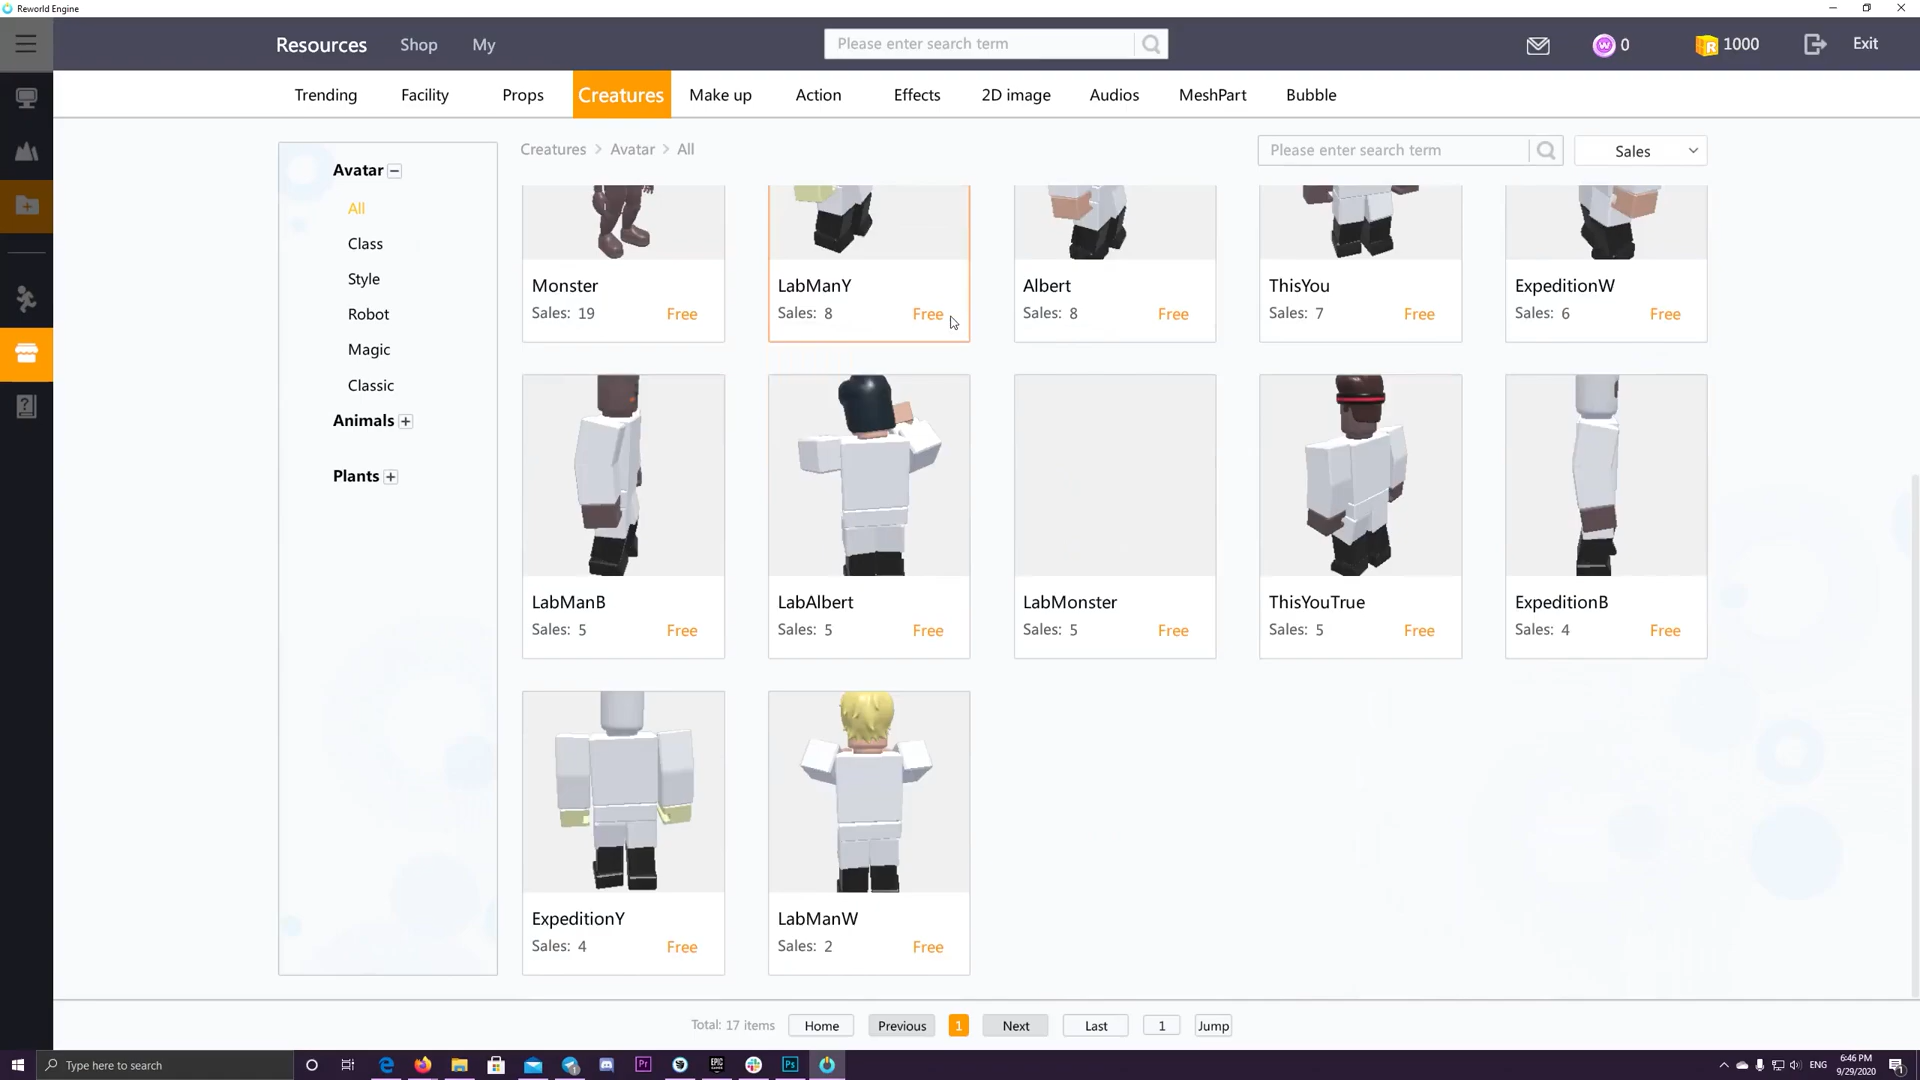 Reworld Engine
Resources Shop My Please enter search term 0 1000 Exit
Trending Facility Props Creatures Make up Action Effects 2D image Audios MeshPart Bubble
Creatures > Avatar > All Please enter search term Sales
Avatar
All
Class
Style
Robot
Magic
Classic
Animals
Plants
Monster
Sales: 19 Free
LabManY
Sales: 8 Free
Albert
Sales: 8 Free
ThisYou
Sales: 7 Free
ExpeditionW
Sales: 6 Free
LabManB
Sales: 5 Free
LabAlbert
Sales: 5 Free
LabMonster
Sales: 5 Free
ThisYouTrue
Sales: 5 Free
ExpeditionB
Sales: 4 Free
ExpeditionY
Sales: 4 Free
LabManW
Sales: 2 Free
Total: 17 items Home Previous 1 Next Last 1 Jump
Type here to search
ENG
6:46 PM
9/29/2020